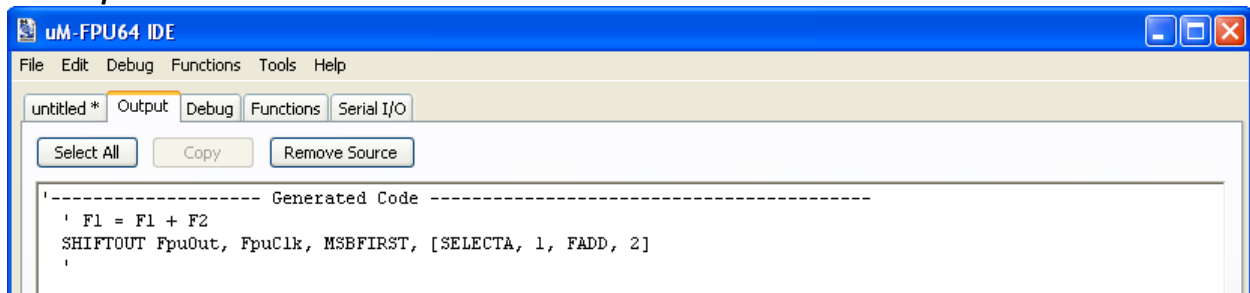 uM-FPU64 IDE
File Edit Debug Functions Tools Help
untitled * Output Debug Functions Serial I/O
Select All Copy Remove Source
'-------------------- Generated Code ------------------------------------------
' F1 = F1 + F2
SHIFTOUT FpuOut, FpuClk, MSBFIRST, [SELECTA, 1, FADD, 2]
'